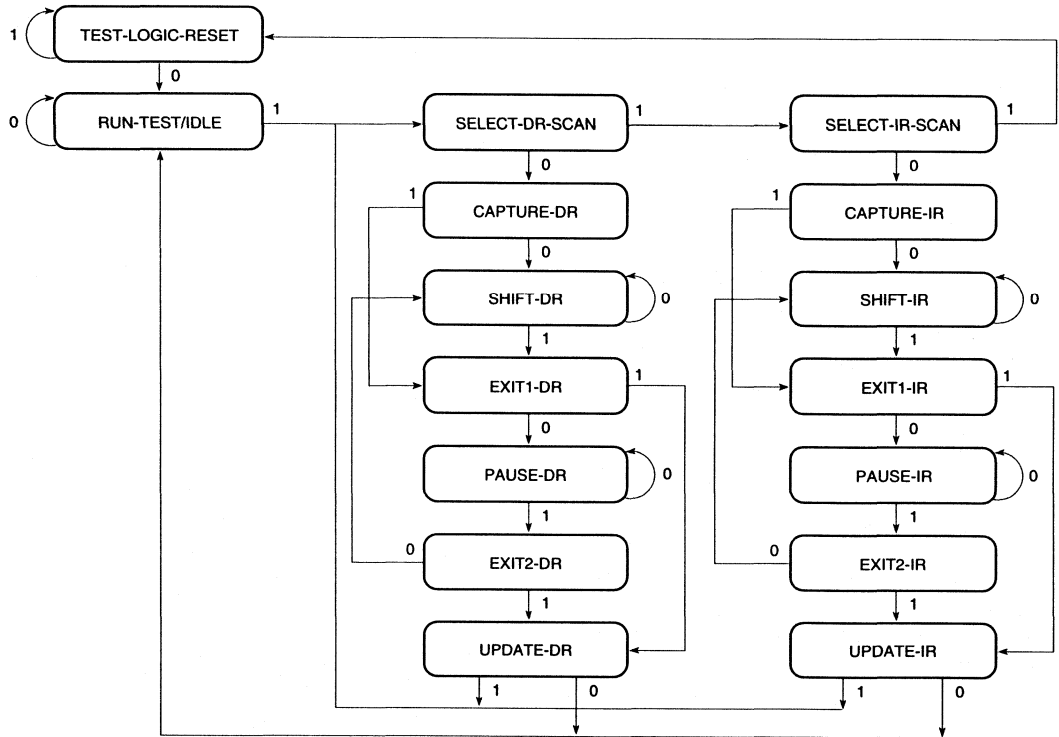 1 TEST-LOGIC-RESET
0
0 RUN-TEST/IDLE 1
SELECT-DR-SCAN 1
SELECT-IR-SCAN 1
0
0
1 CAPTURE-DR
1 CAPTURE-IR
0
0
SHIFT-DR 0
SHIFT-IR 0
1
1
EXIT1-DR 1
EXIT1-IR 1
0
0
PAUSE-DR 0
PAUSE-IR 0
1
1
0 EXIT2-DR
0 EXIT2-IR
1
1
UPDATE-DR
UPDATE-IR
1 0
1 0